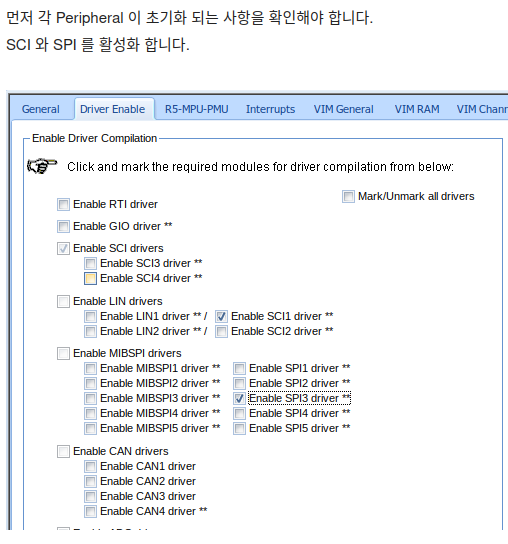 먼저 각 Peripheral 이 초기화 되는 사항을 확인해야 합니다.
SCI 와 SPI 를 활성화 합니다.
General Driver Enable R5-MPU-PMU Interrupts VIM General VIM RAM VIM Chann
Enable Driver Compilation
Click and mark the required modules for driver compilation from below:
Mark/Unmark all drivers
Enable RTI driver
Enable GIO driver **
Enable SCI drivers
Enable SCI3 driver **
Enable SCI4 driver **
Enable LIN drivers
Enable LIN1 driver ** / Enable SCI1 driver **
Enable LIN2 driver ** / Enable SCI2 driver **
Enable MIBSPI drivers
Enable MIBSPI1 driver ** Enable SPI1 driver **
Enable MIBSPI2 driver ** Enable SPI2 driver **
Enable MIBSPI3 driver ** Enable SPI3 driver **
Enable MIBSPI4 driver ** Enable SPI4 driver **
Enable MIBSPI5 driver ** Enable SPI5 driver **
Enable CAN drivers
Enable CAN1 driver
Enable CAN2 driver
Enable CAN3 driver
Enable CAN4 driver **